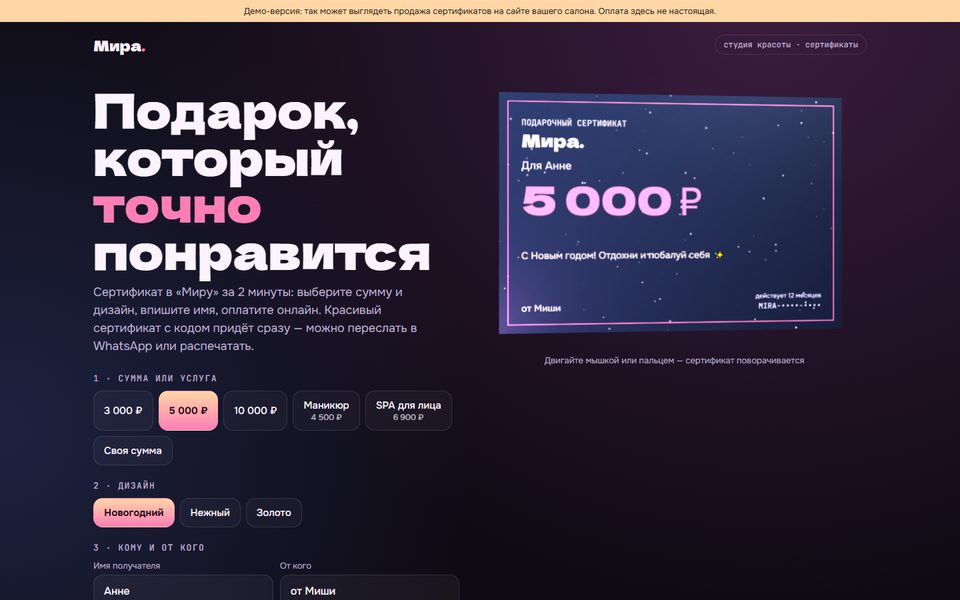 Демо-версия: так может выглядеть продажа сертификатов на сайте вашего салона. Оплата здесь не настоящая.
Мира.
студия красоты · сертификаты
Подарок,
который
точно
понравится
Сертификат в «Миру» за 2 минуты: выберите сумму и
дизайн, впишите имя, оплатите онлайн. Красивый
сертификат с кодом придёт сразу — можно переслать в
WhatsApp или распечатать.
1 · СУММА ИЛИ УСЛУГА
3 000 ₽
5 000 ₽
10 000 ₽
Маникюр
4 500 ₽
SPA для лица
6 900 ₽
Своя сумма
2 · ДИЗАЙН
Новогодний
Нежный
Золото
3 · КОМУ И ОТ КОГО
Имя получателя
От кого
Анне
от Миши
ПОДАРОЧНЫЙ СЕРТИФИКАТ
Мира.
Для Анне
5 000 ₽
С Новым годом! Отдохни и побалуй себя ✨
от Миши
действует 12 месяцев
MIRA-••••-••••
Двигайте мышкой или пальцем — сертификат поворачивается